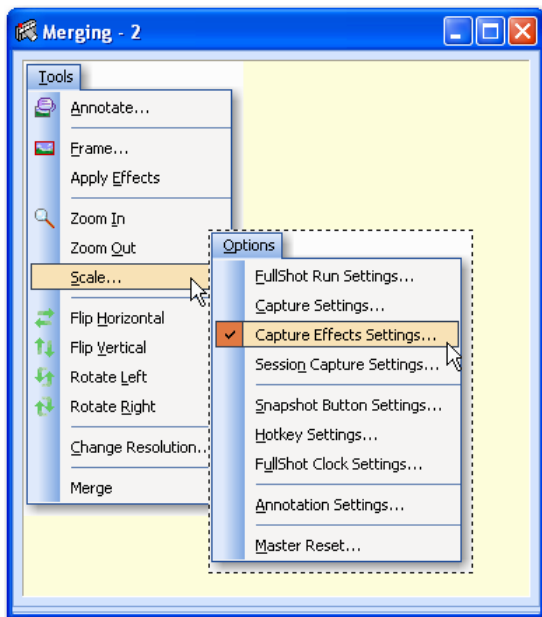 Merging - 2
Tools
Annotate...
Frame...
Apply Effects
Zoom In
Zoom Out
Scale...
Flip Horizontal
Flip Vertical
Rotate Left
Rotate Right
Change Resolution..
Merge
Options
FullShot Run Settings...
Capture Settings...
Capture Effects Settings...
Session Capture Settings...
Snapshot Button Settings...
Hotkey Settings...
FullShot Clock Settings...
Annotation Settings...
Master Reset...